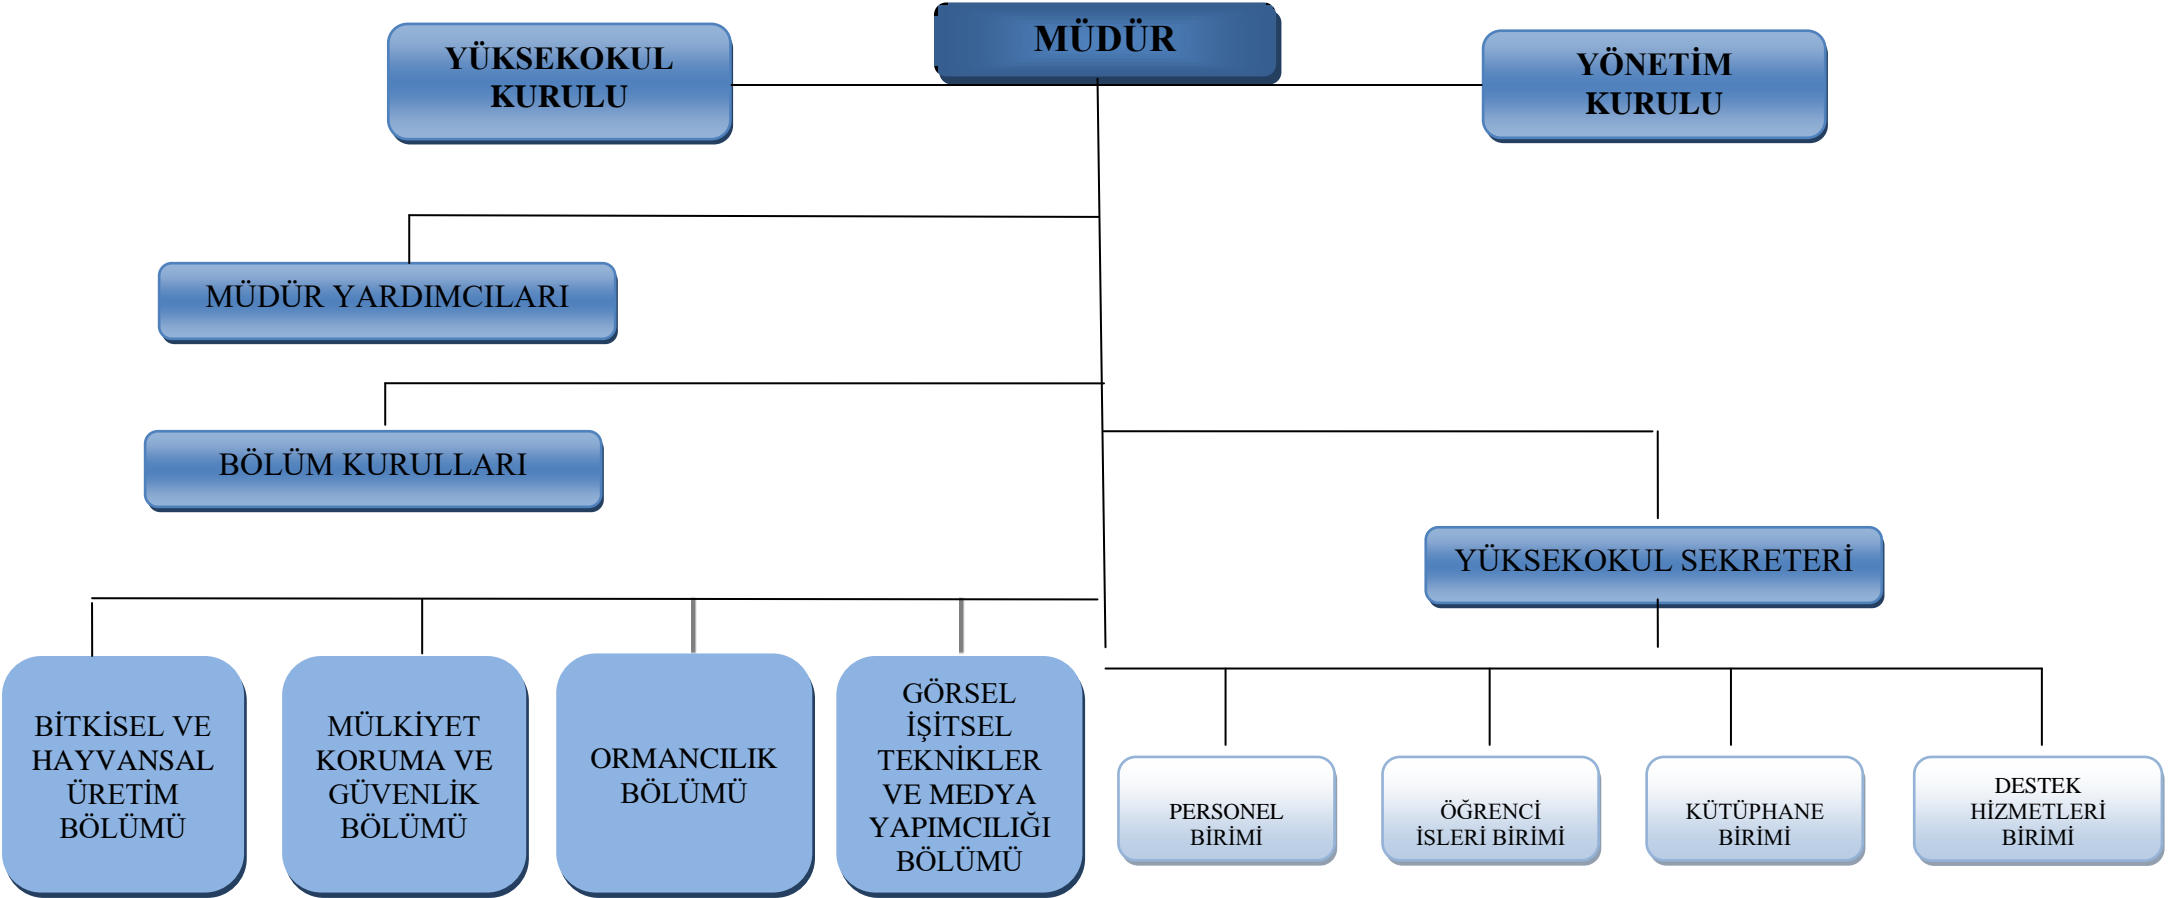 MÜDÜR
YÜKSEKOKUL
KURULU
YÖNETİM
KURULU
MÜDÜR YARDIMCILARI
BÖLÜM KURULLARI
YÜKSEKOKUL SEKRETERİ
BİTKİSEL VE
HAYVANSAL
ÜRETİM
BÖLÜMÜ
MÜLKİYET
KORUMA VE
GÜVENLİK
BÖLÜMÜ
ORMANCILIK
BÖLÜMÜ
GÖRSEL
İŞİTSEL
TEKNİKLER
VE MEDYA
YAPIMCILIĞI
BÖLÜMÜ
PERSONEL
BİRİMİ
ÖĞRENCİ
İSLERİ BİRİMİ
KÜTÜPHANE
BİRİMİ
DESTEK
HİZMETLERİ
BİRİMİ